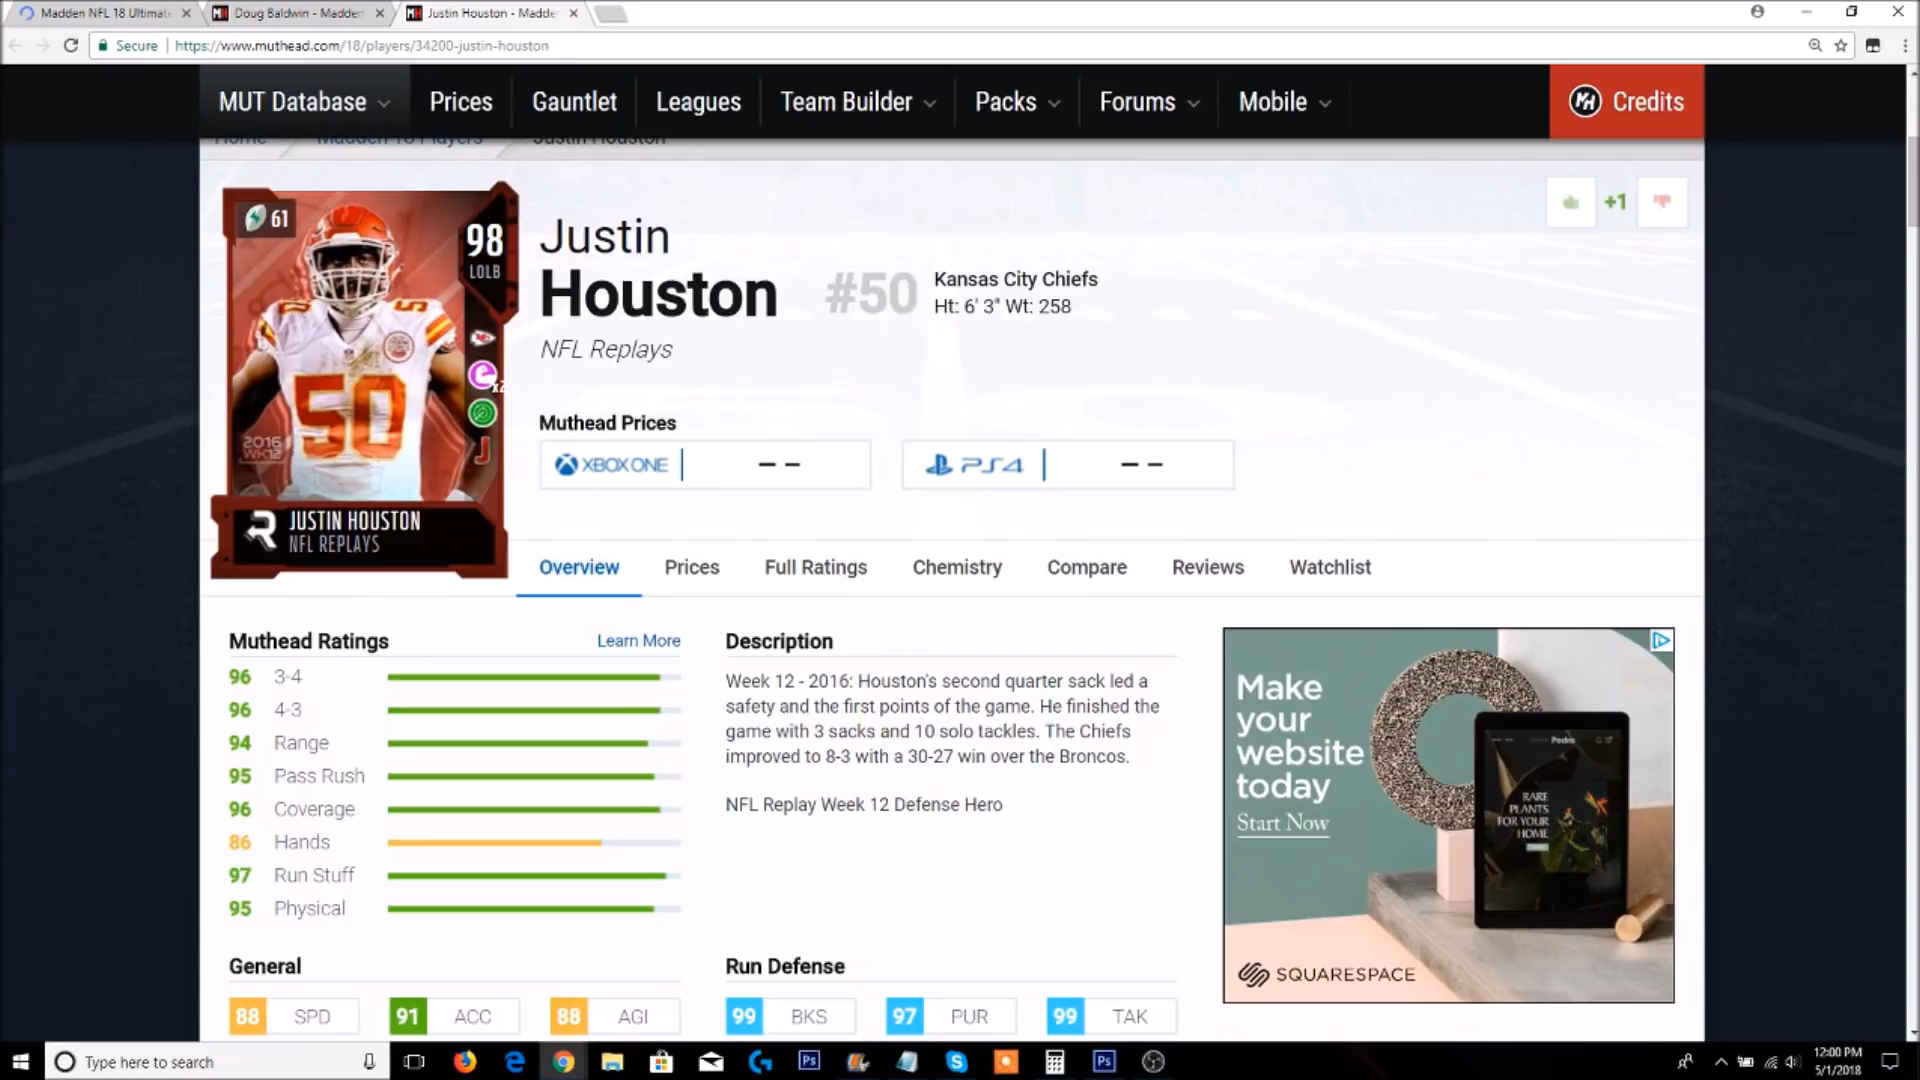 Madden NFL 18 Ultimat
Doug Baldwin - Madden
Justin Houston - Madde
Secure
https://www.muthead.com/18/players/34200-justin-houston
MUT Database
Prices
Gauntlet
Leagues
Team Builder
Packs
Forums
Mobile
Credits
Home
Madden 18 Players
Justin Houston
61
98
LOLB
x2
50
2016
WK12
J
JUSTIN HOUSTON
NFL REPLAYS
Justin
Houston
#50
Kansas City Chiefs
Ht: 6' 3" Wt: 258
NFL Replays
+1
Muthead Prices
XBOX ONE
– –
PS4
– –
Overview
Prices
Full Ratings
Chemistry
Compare
Reviews
Watchlist
Muthead Ratings
Learn More
96 3-4
96 4-3
94 Range
95 Pass Rush
96 Coverage
86 Hands
97 Run Stuff
95 Physical
Description
Week 12 - 2016: Houston's second quarter sack led a
safety and the first points of the game. He finished the
game with 3 sacks and 10 solo tackles. The Chiefs
improved to 8-3 with a 30-27 win over the Broncos.
NFL Replay Week 12 Defense Hero
Make
your
website
today
Start Now
RARE
PLANTS
FOR YOUR
HOME
SQUARESPACE
General
88 SPD
91 ACC
88 AGI
Run Defense
99 BKS
97 PUR
99 TAK
Type here to search
12:00 PM
5/1/2018